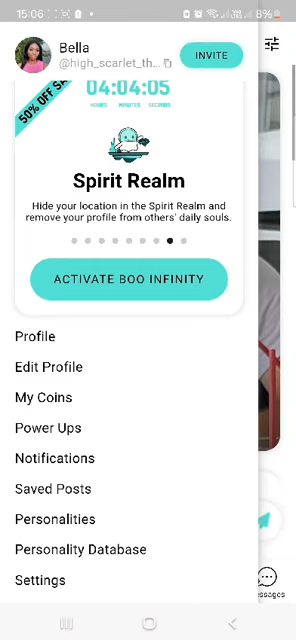 15:06
8%
Bella
@high_scarlet_th...
INVITE
50% OFF
04:04:05
HOURS MINUTES SECONDS
Spirit Realm
Hide your location in the Spirit Realm and
remove your profile from others' daily souls.
ACTIVATE BOO INFINITY
Profile
Edit Profile
My Coins
Power Ups
Notifications
Saved Posts
Personalities
Personality Database
Settings